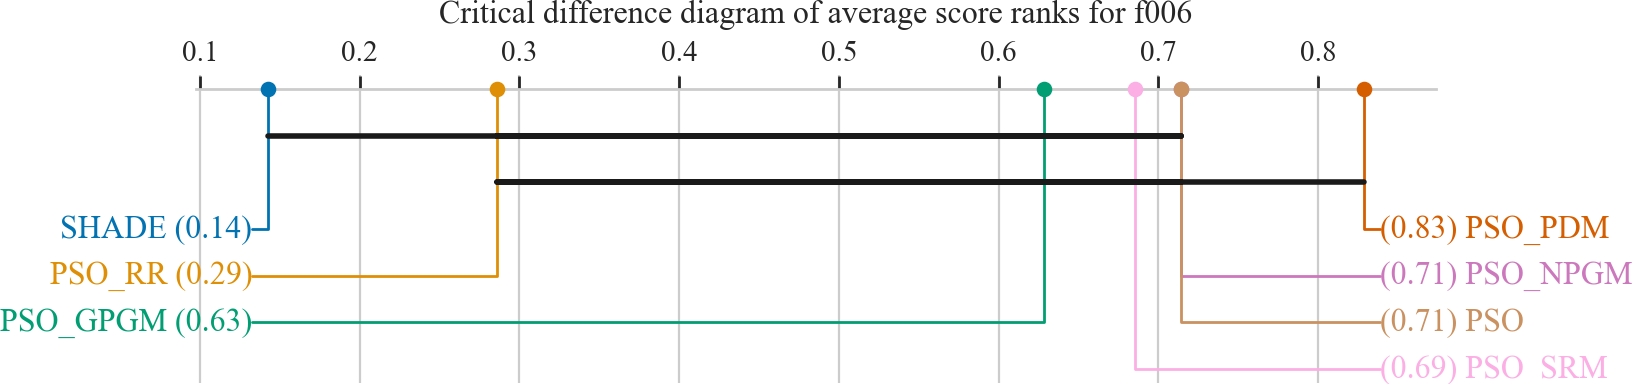 Critical difference diagram of average score ranks for f006
0.1 0.2 0.3 0.4 0.5 0.6 0.7 0.8
SHADE (0.14) (0.83) PSO_PDM
PSO_RR (0.29) (0.71) PSO_NPGM
PSO_GPGM (0.63) (0.71) PSO
(0.69) PSO_SRM